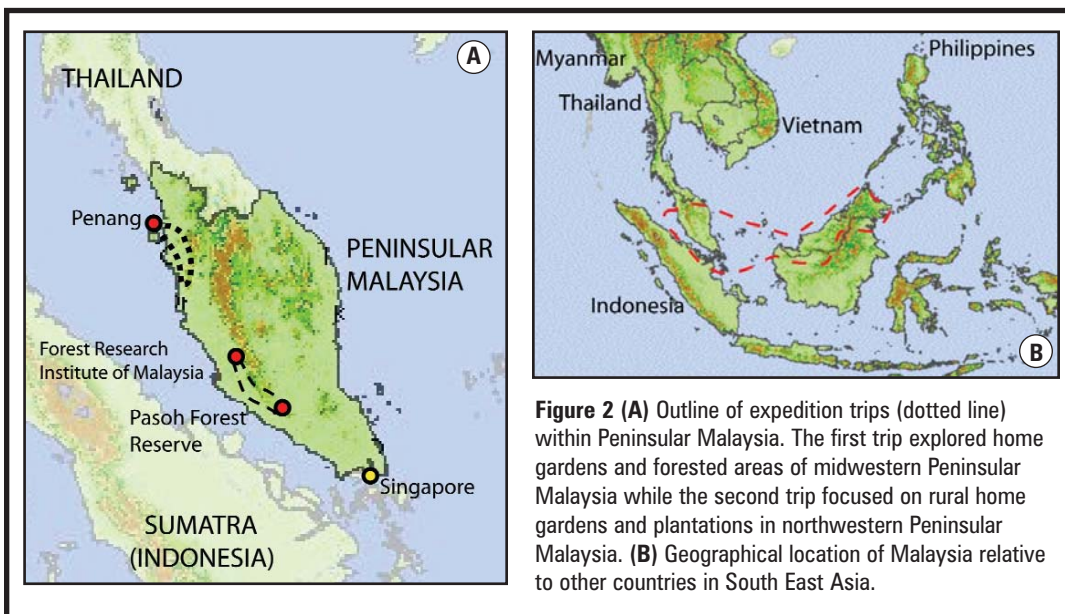 THAILAND
A
Penang
PENINSULAR
MALAYSIA
Forest Research
Institute of Malaysia
Pasoh Forest
Reserve
Singapore
SUMATRA
(INDONESIA)
Philippines
Myanmar
Thailand
Vietnam
Indonesia
B
Figure 2 (A) Outline of expedition trips (dotted line)
within Peninsular Malaysia. The first trip explored home
gardens and forested areas of midwestern Peninsular
Malaysia while the second trip focused on rural home
gardens and plantations in northwestern Peninsular
Malaysia. (B) Geographical location of Malaysia relative
to other countries in South East Asia.